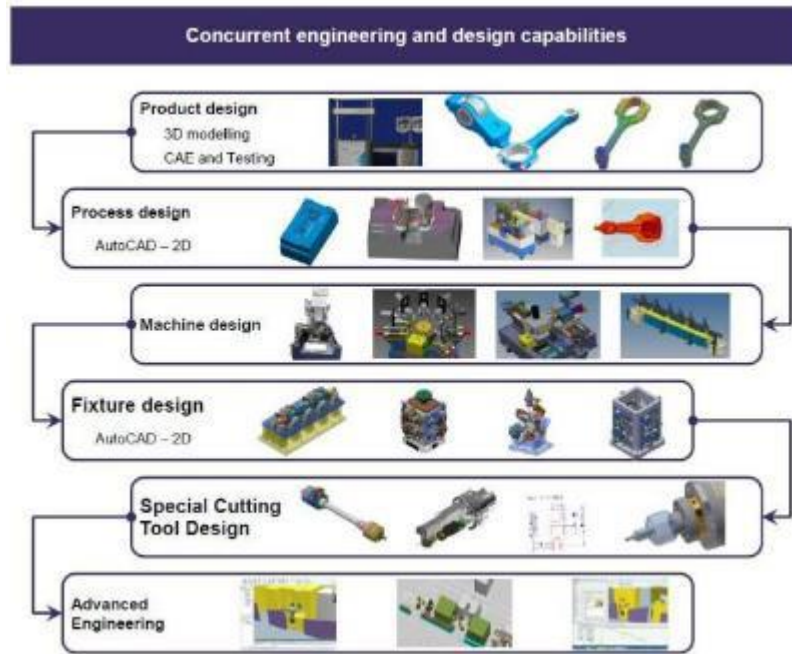 Concurrent engineering and design capabilities
Product design
3D modelling
CAE and Testing
Process design
AutoCAD – 2D
Machine design
Fixture design
AutoCAD – 2D
Special Cutting
Tool Design
Advanced
Engineering